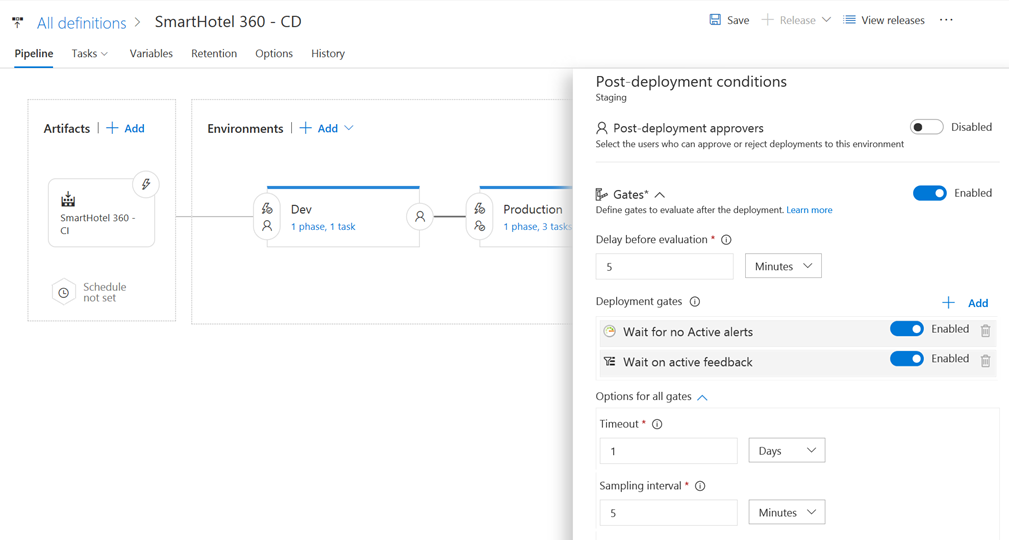 All definitions > SmartHotel 360 - CD
Save
Release
View releases
Pipeline
Tasks
Variables
Retention
Options
History
Artifacts
Add
SmartHotel 360 -
CI
Schedule
not set
Environments
Add
Dev
1 phase, 1 task
Production
1 phase, 3 tasks
Post-deployment conditions
Staging
Post-deployment approvers
Disabled
Select the users who can approve or reject deployments to this environment
Gates*
Enabled
Define gates to evaluate after the deployment. Learn more
Delay before evaluation *
5
Minutes
Deployment gates
Add
Wait for no Active alerts
Enabled
Wait on active feedback
Enabled
Options for all gates
Timeout *
1
Days
Sampling interval *
5
Minutes